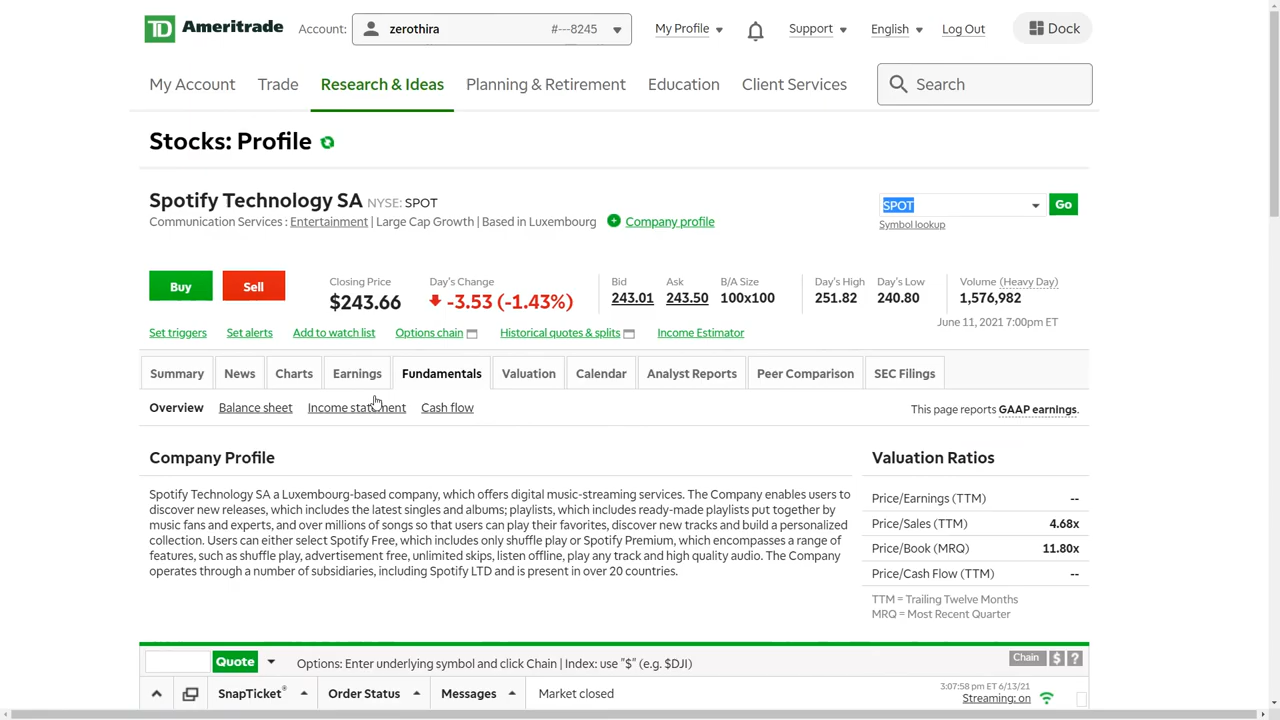 TD Ameritrade Account: zerothira #---8245 My Profile Support English Log Out Dock
My Account Trade Research & Ideas Planning & Retirement Education Client Services Search
Stocks: Profile
Spotify Technology SA NYSE: SPOT
SPOT Go
Communication Services : Entertainment | Large Cap Growth | Based in Luxembourg Company profile
Symbol lookup
Buy Sell
Closing Price Day's Change Bid Ask B/A Size Day's High Day's Low Volume (Heavy Day)
$243.66 -3.53 (-1.43%) 243.01 243.50 100x100 251.82 240.80 1,576,982
June 11, 2021 7:00pm ET
Set triggers Set alerts Add to watch list Options chain Historical quotes & splits Income Estimator
Summary News Charts Earnings Fundamentals Valuation Calendar Analyst Reports Peer Comparison SEC Filings
Overview Balance sheet Income statement Cash flow This page reports GAAP earnings.
Company Profile
Spotify Technology SA a Luxembourg-based company, which offers digital music-streaming services. The Company enables users to
discover new releases, which includes the latest singles and albums; playlists, which includes ready-made playlists put together by
music fans and experts, and over millions of songs so that users can play their favorites, discover new tracks and build a personalized
collection. Users can either select Spotify Free, which includes only shuffle play or Spotify Premium, which encompasses a range of
features, such as shuffle play, advertisement free, unlimited skips, listen offline, play any track and high quality audio. The Company
operates through a number of subsidiaries, including Spotify LTD and is present in over 20 countries.
Valuation Ratios
Price/Earnings (TTM) --
Price/Sales (TTM) 4.68x
Price/Book (MRQ) 11.80x
Price/Cash Flow (TTM) --
TTM = Trailing Twelve Months
MRQ = Most Recent Quarter
Quote Options: Enter underlying symbol and click Chain | Index: use "$" (e.g. $DJI) Chain $ ?
SnapTicket® Order Status Messages Market closed
3:07:58 pm ET 6/13/21
Streaming: on